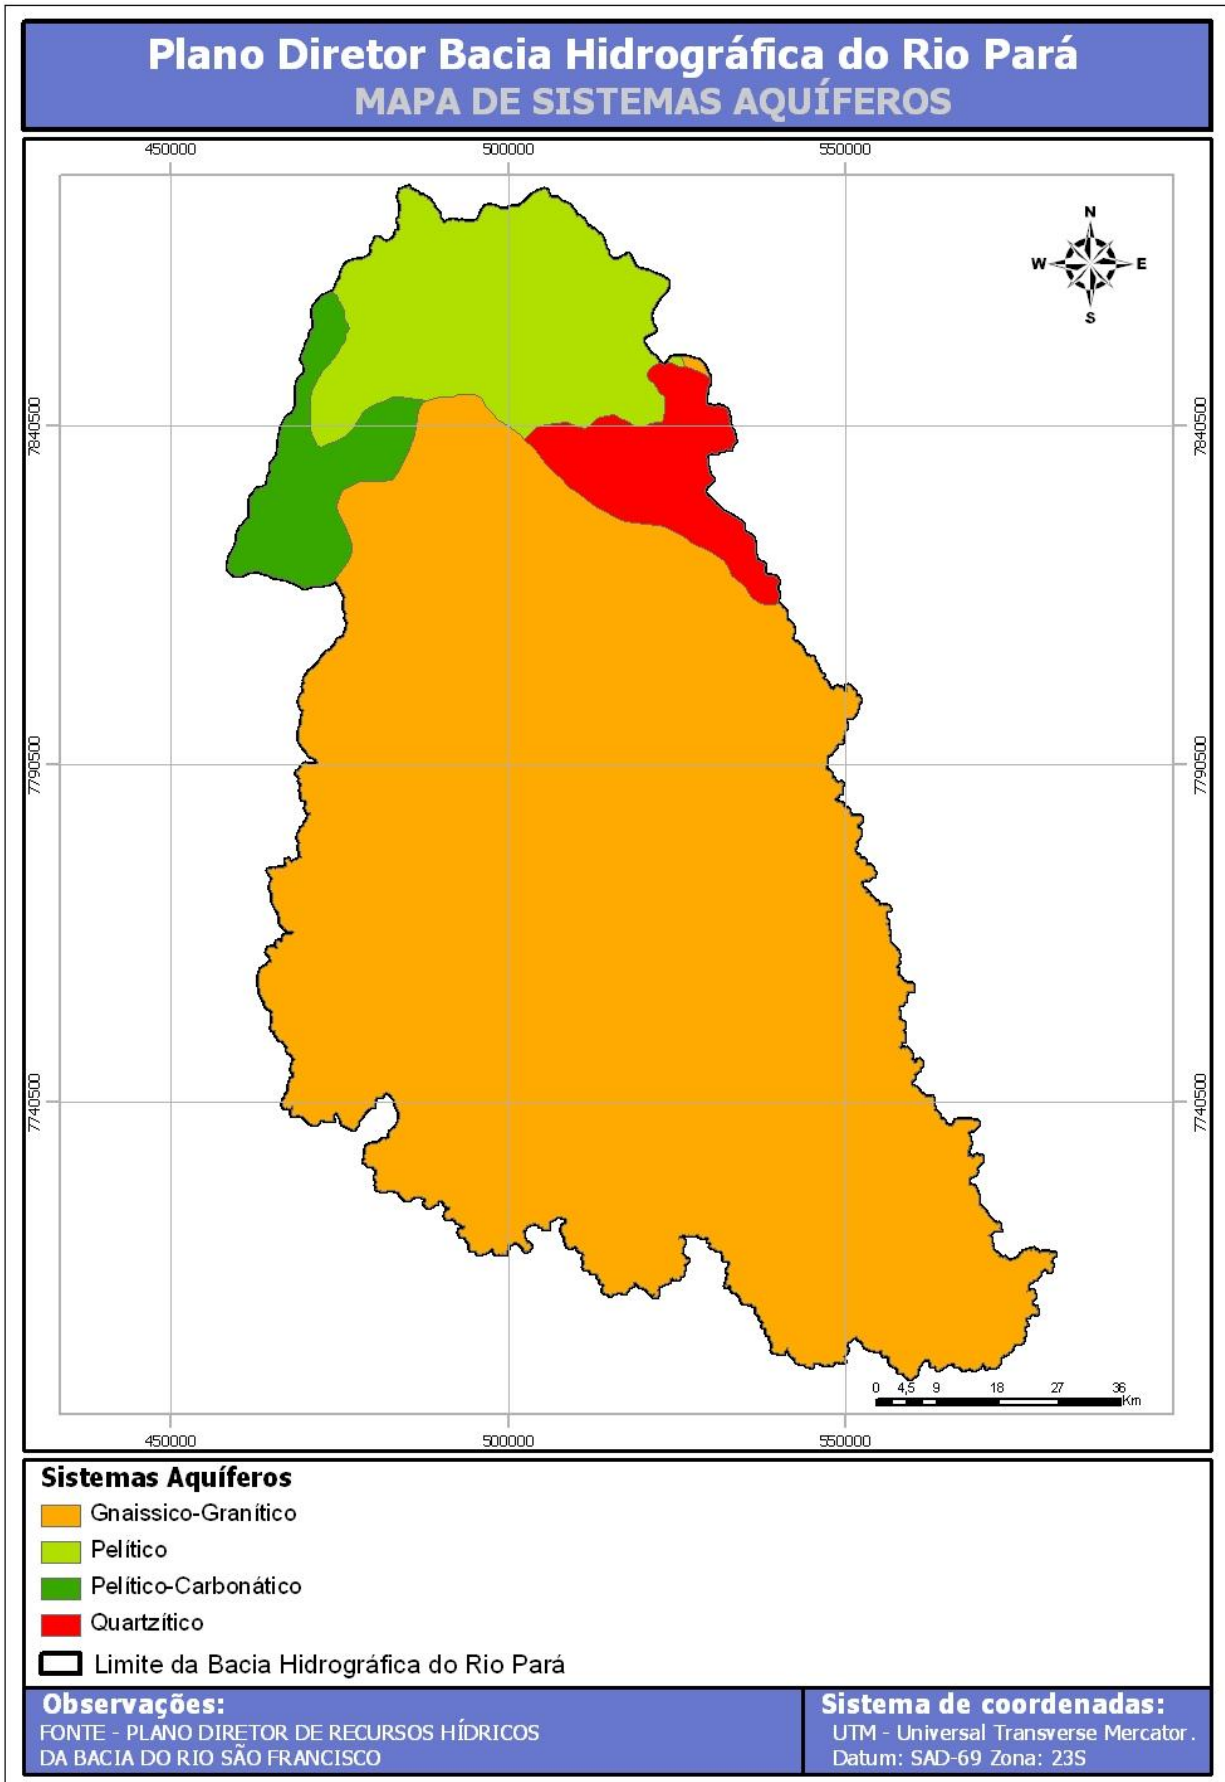 Plano Diretor Bacia Hidrográfica do Rio Pará
MAPA DE SISTEMAS AQUÍFEROS
450000 500000 550000
N
W E
S
7840500 7840500
7790500 7790500
7740500 7740500
0 4,5 9 18 27 36
Km
450000 500000 550000
Sistemas Aquíferos
Gnaissico-Granítico
Pelítico
Pelítico-Carbonático
Quartzítico
Limite da Bacia Hidrográfica do Rio Pará
Observações:
FONTE - PLANO DIRETOR DE RECURSOS HÍDRICOS
DA BACIA DO RIO SÃO FRANCISCO
Sistema de coordenadas:
UTM - Universal Transverse Mercator.
Datum: SAD-69 Zona: 23S